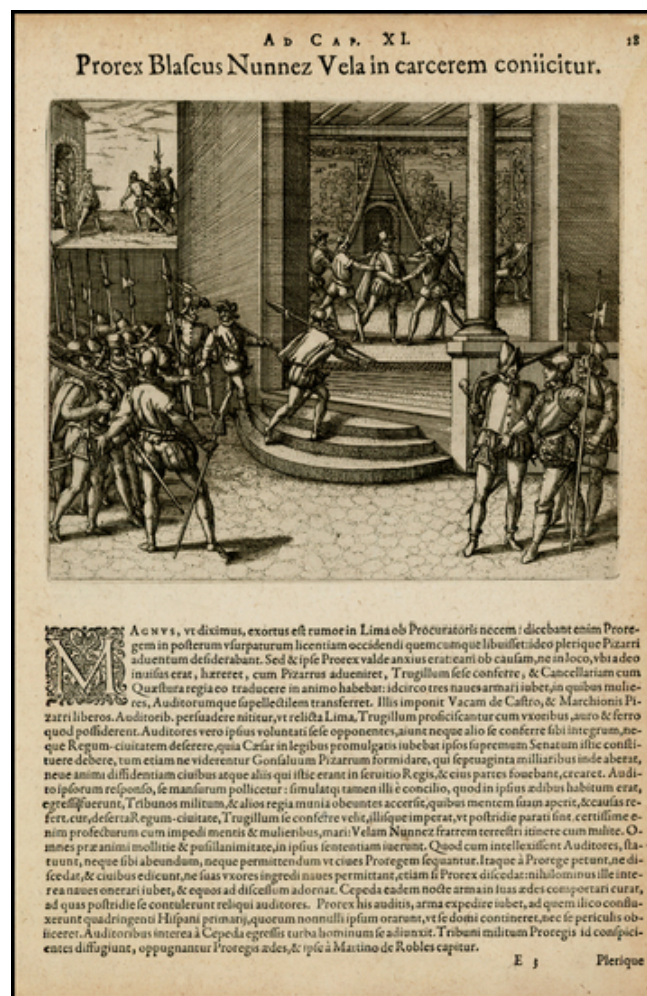 AD CAP. XI. 18
Prorex Blaſcus Nunnez Vela in carcerem coniicitur.
MAGNVS, vt diximus, exortus eſt rumor in Lima ob Procuratoris necem: dicebant enim Prore-
gem in poſterum vſurpaturum licentiam occidendi quemcumque libuiſſet: ideo plerique Pizarri
aduentum deſiderabant. Sed & ipſe Prorex valde anxius erat: eam ob cauſam, ne in loco, vbi adeo
inuiſus erat, hæreret, cum Pizarrus adueniret, Trugillum ſeſe conferre, & Cancellariam cum
Quæſtura regia eo traducere in animo habebat: idcirco tres naues armari iubet, in quibus mulie-
res, Auditorumque ſupellectilem transferret. Illis imponit Vacam de Caſtro, & Marchionis Pi-
zarri liberos. Auditorib. perſuadere nititur, vt relicta Lima, Trugillum proficiscantur cum vxoribus, auro & ferro
quod poſſiderent. Auditores vero ipſius voluntati ſeſe opponentes, aiunt neque alio ſe conferre ſibi integrum, ne-
que Regum-ciuitatem deſerere, quia Cæſar in legibus promulgatis iubebat ipſos ſupremum Senatum iſtic conſti-
tuere debere, tum etiam ne viderentur Gonſaluum Pizarrum formidare, qui ſeptuaginta milliaribus inde aberat,
neue animi diffidentiam ciuibus atque aliis qui iſtic erant in ſeruitio Regis, & eius partes fouebant, crearet. Audi-
to ipſorum reſponſo, ſe manſurum pollicetur: ſimulatq; tamen illi è concilio, quod in ipſius ædibus habitum erat,
egreſſi fuerunt, Tribunos militum, & alios regia munia obeuntes accerſit, quibus mentem ſuam aperit, & cauſas re-
fert, cur, deſerta Regum-ciuitate, Trugillum ſe conferre velit, illiſque imperat, vt poſtridie parati ſint. certiſſime e-
nim profecturum cum impedimentis & mulieribus, mari: Velam Nunnez fratrem terreſtri itinere cum milite. O-
mnes præ animi mollitie & puſillanimitate, in ipſius ſententiam iuerunt. Quod cum intellexiſſent Auditores, ſta-
tuunt, neque ſibi abeundum, neque permittendum vt ciues Proregem ſequantur. Itaque à Prorege petunt, ne di-
ſcedat, & ciuibus edicunt, ne ſuas vxores ingredi naues permittant, etiam ſi Prorex diſcedat: nihilominus ille inte-
rea naues onerari iubet, & equos ad diſceſſum adornat. Cepeda eadem nocte arma in ſuas ædes comportari curat,
ad quas poſtridie ſe contulerunt reliqui auditores. Prorex his auditis, arma expedire iubet, ad quem ilico conflu-
xerunt quadringenti Hiſpani primarij, quorum nonnulli ipſum orarunt, vt ſe domi contineret, nec ſe periculis ob-
iiceret. Auditoribus interea à Cepeda egreſſis turba hominum ſe adiunxit. Tribuni militum Proregis id conſpici-
entes diffugiunt, oppugnantur Proregis ædes, & ipſe à Martino de Robles capitur.
E 3 Plerique